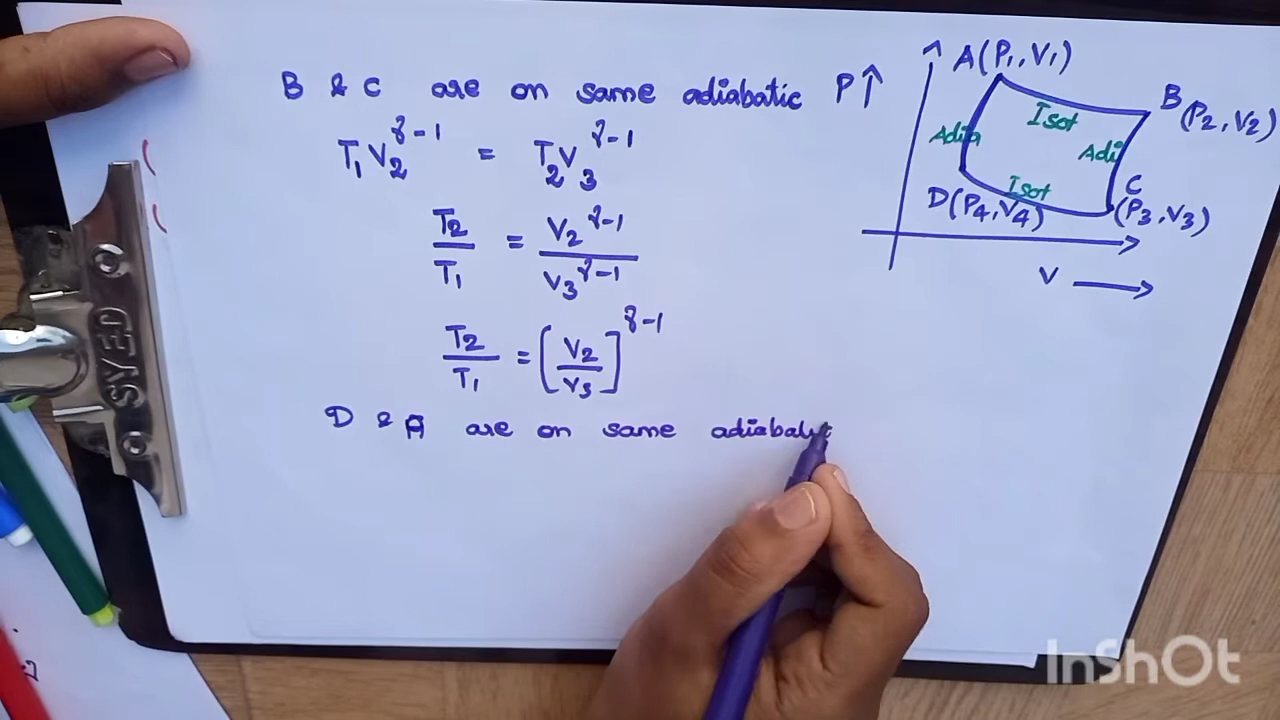 B & C are on same adiabatic
T₁V₂^γ-1 = T₂V₃^γ-1
T₂/T₁ = V₂^γ-1/V₃^γ-1
T₂/T₁ = [V₂/V₃]^γ-1
D & A are on same adiabatic
P↑
A(P₁,V₁)
B(P₂,V₂)
Isot
Adia
Adi
Isot
C
D(P₄,V₄)
(P₃,V₃)
V →
SYED
InShOt